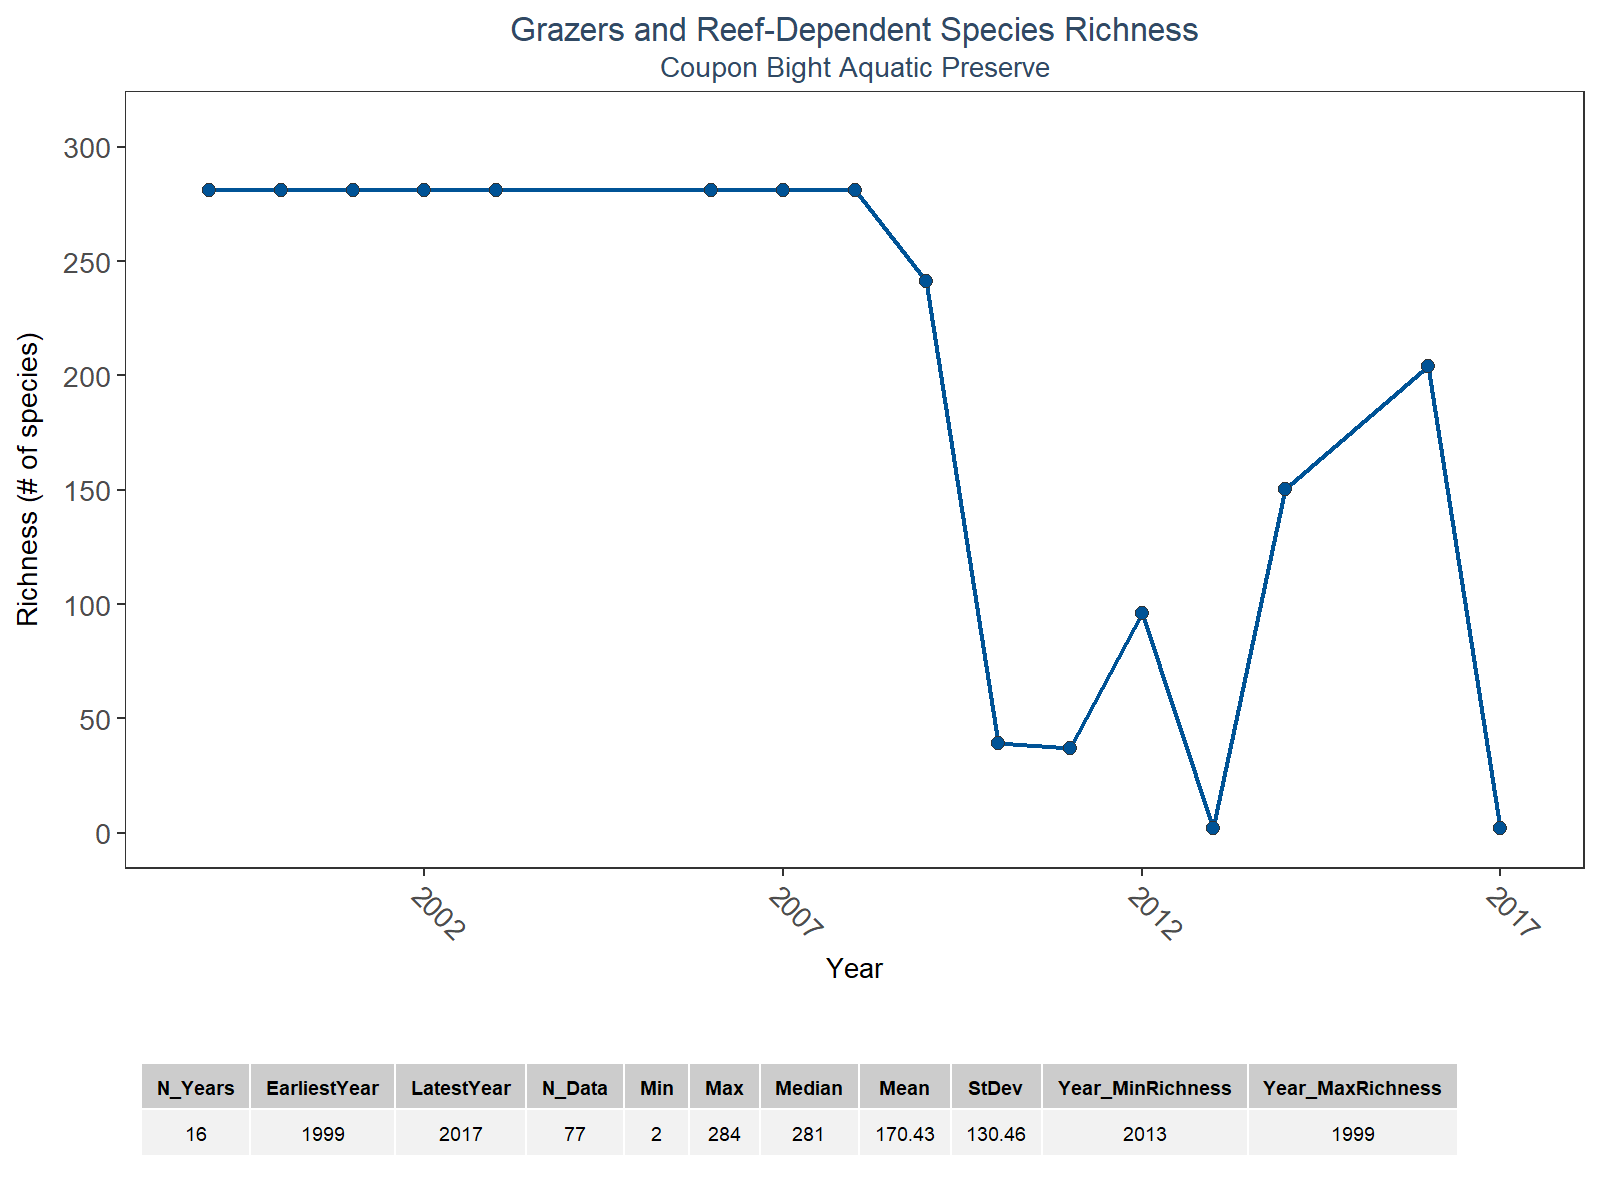 Grazers and Reef-Dependent Species Richness
Coupon Bight Aquatic Preserve
Richness (# of species)
300
250
200
150
100
50
0
2002 2007 2012 2017
Year
N_Years EarliestYear LatestYear N_Data Min Max Median Mean StDev Year_MinRichness Year_MaxRichness
16 1999 2017 77 2 284 281 170.43 130.46 2013 1999